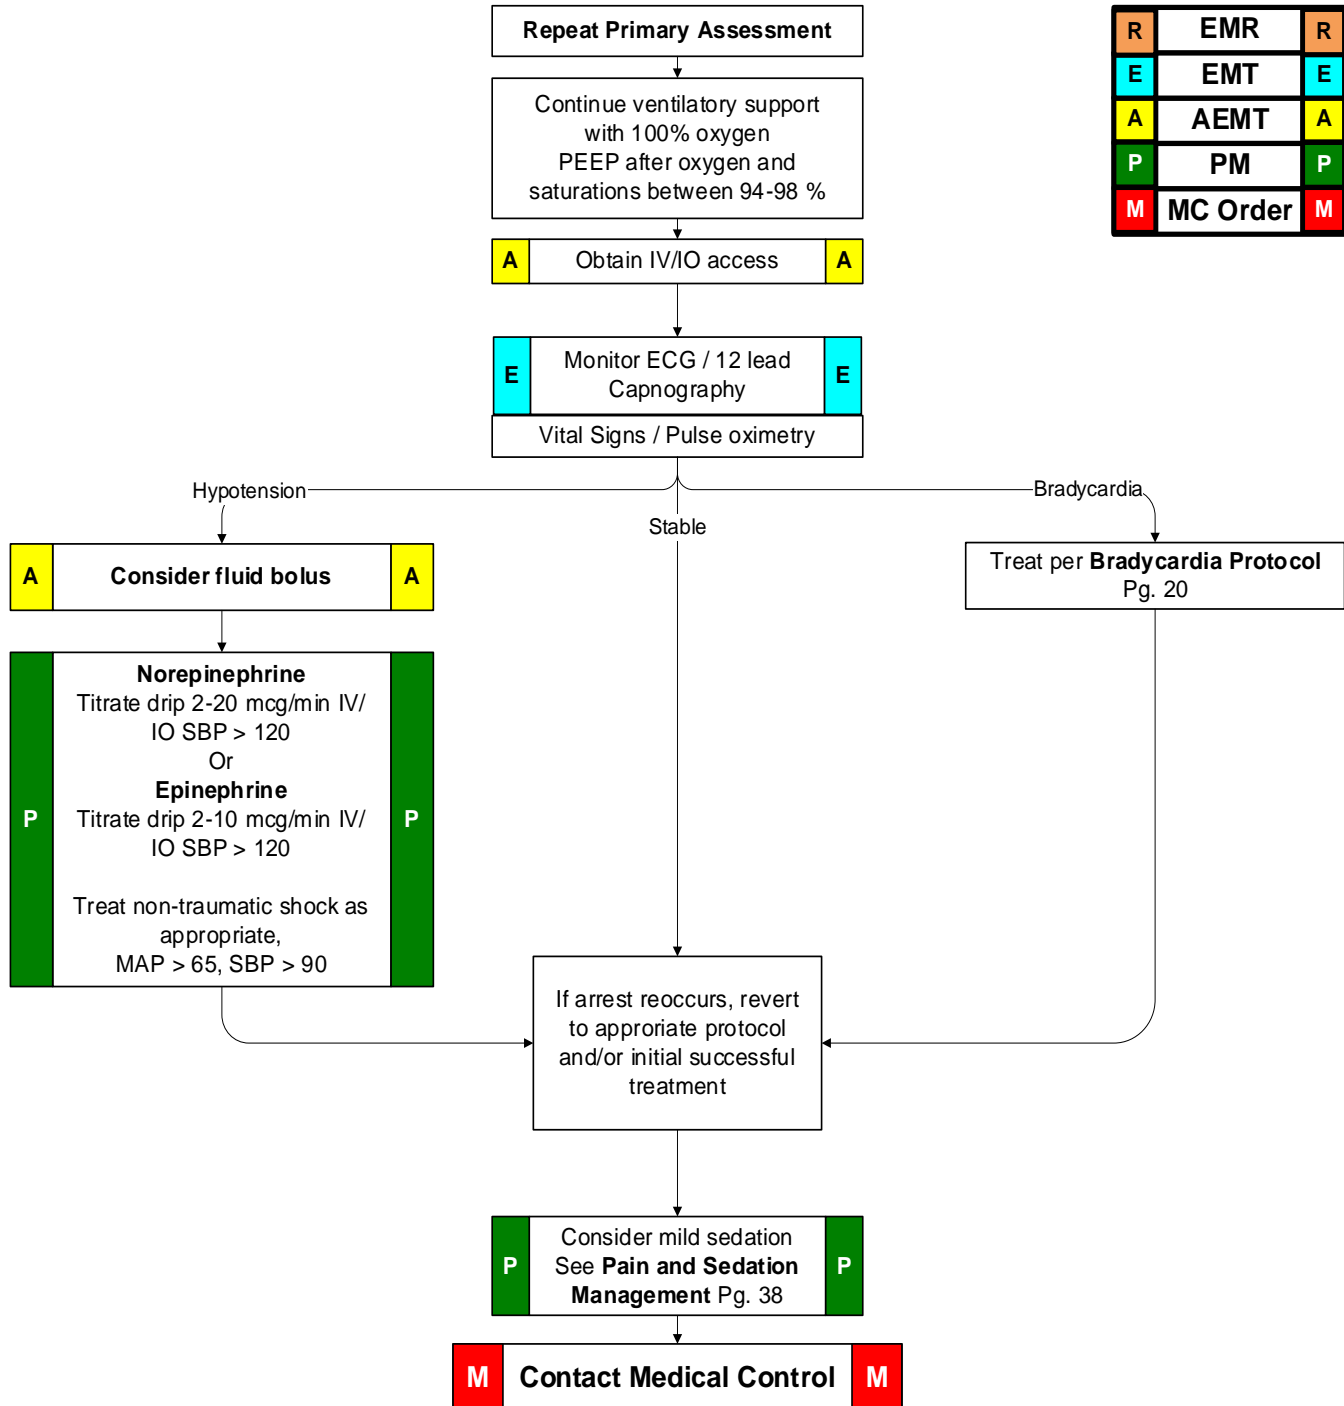 Repeat Primary Assessment
R EMR R
E EMT E
A AEMT A
P PM P
M MC Order M
Continue ventilatory support
with 100% oxygen
PEEP after oxygen and
saturations between 94-98 %
A Obtain IV/IO access A
E Monitor ECG / 12 lead E
Capnography
Vital Signs / Pulse oximetry
Hypotension
Stable
Bradycardia
A Consider fluid bolus A
Treat per Bradycardia Protocol
Pg. 20
Norepinephrine
Titrate drip 2-20 mcg/min IV/
IO SBP > 120
Or
Epinephrine
Titrate drip 2-10 mcg/min IV/
P IO SBP > 120 P
Treat non-traumatic shock as
appropriate,
MAP > 65, SBP > 90
If arrest reoccurs, revert
to approriate protocol
and/or initial successful
treatment
Consider mild sedation
P See Pain and Sedation P
Management Pg. 38
M Contact Medical Control M